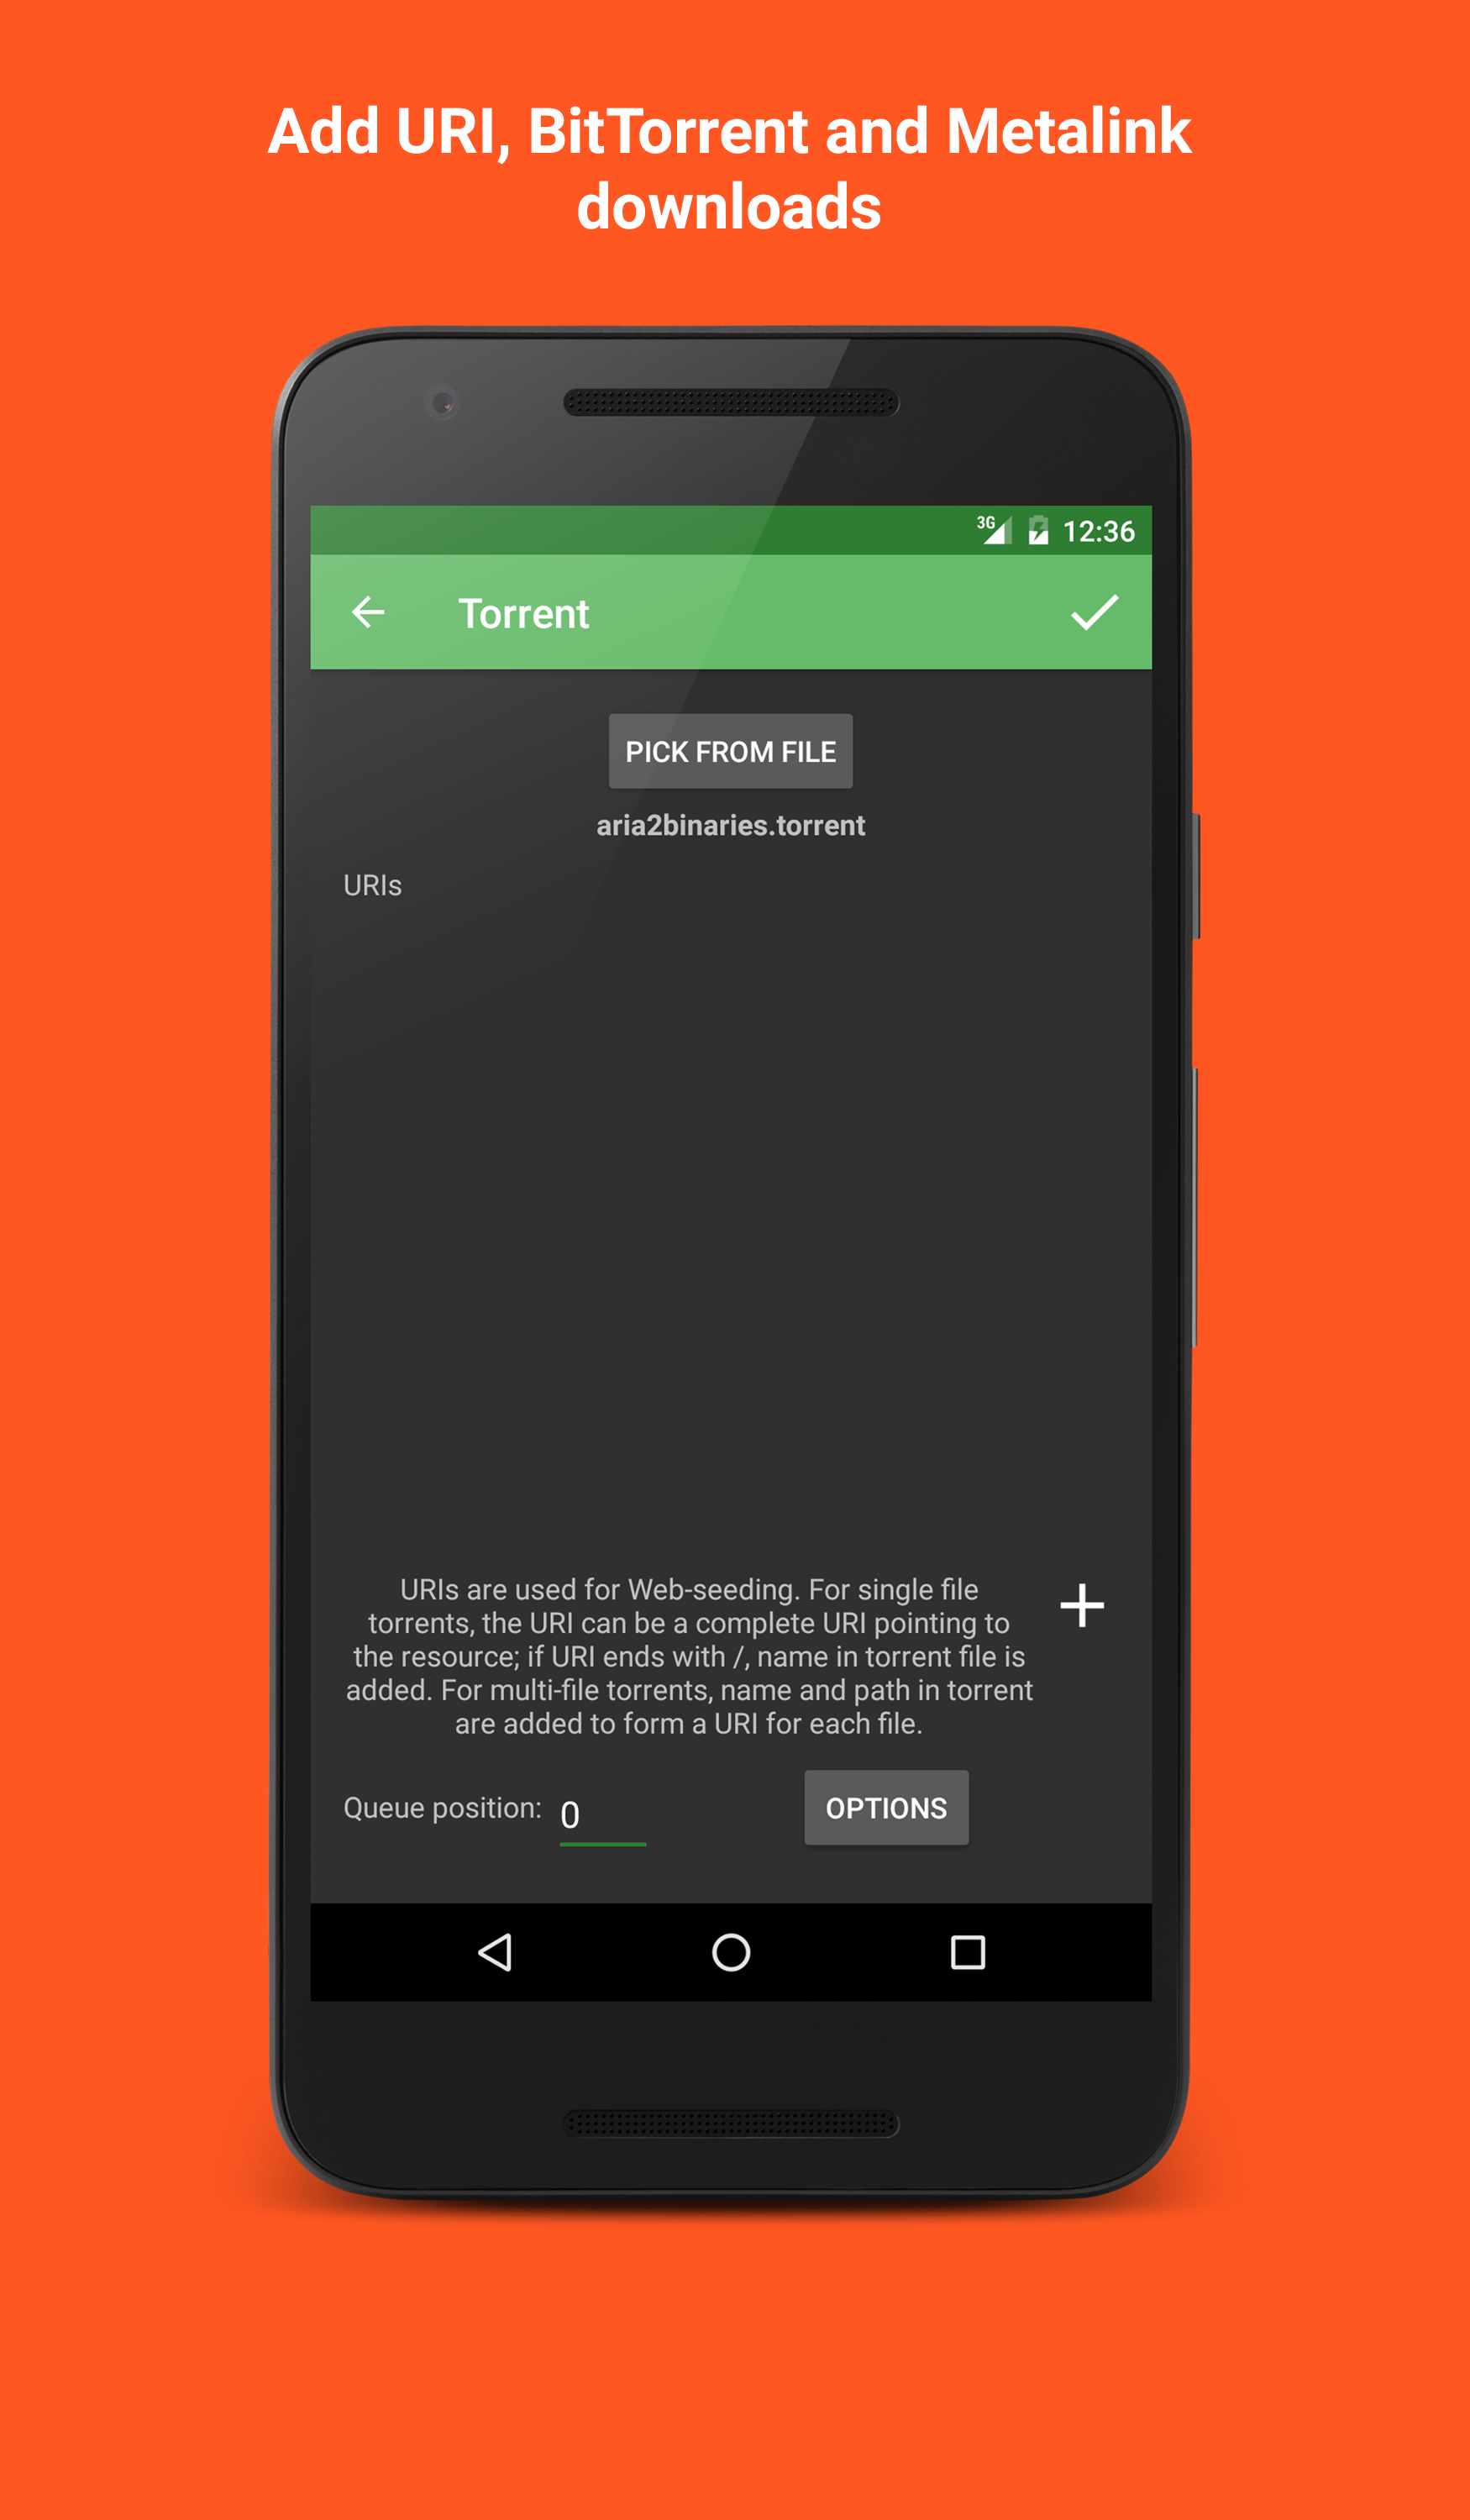 Add URI, BitTorrent and Metalink
downloads
3G 12:36
Torrent
PICK FROM FILE
aria2binaries.torrent
URIs
URIs are used for Web-seeding. For single file
torrents, the URI can be a complete URI pointing to
the resource; if URI ends with /, name in torrent file is
added. For multi-file torrents, name and path in torrent
are added to form a URI for each file.
Queue position: 0 OPTIONS